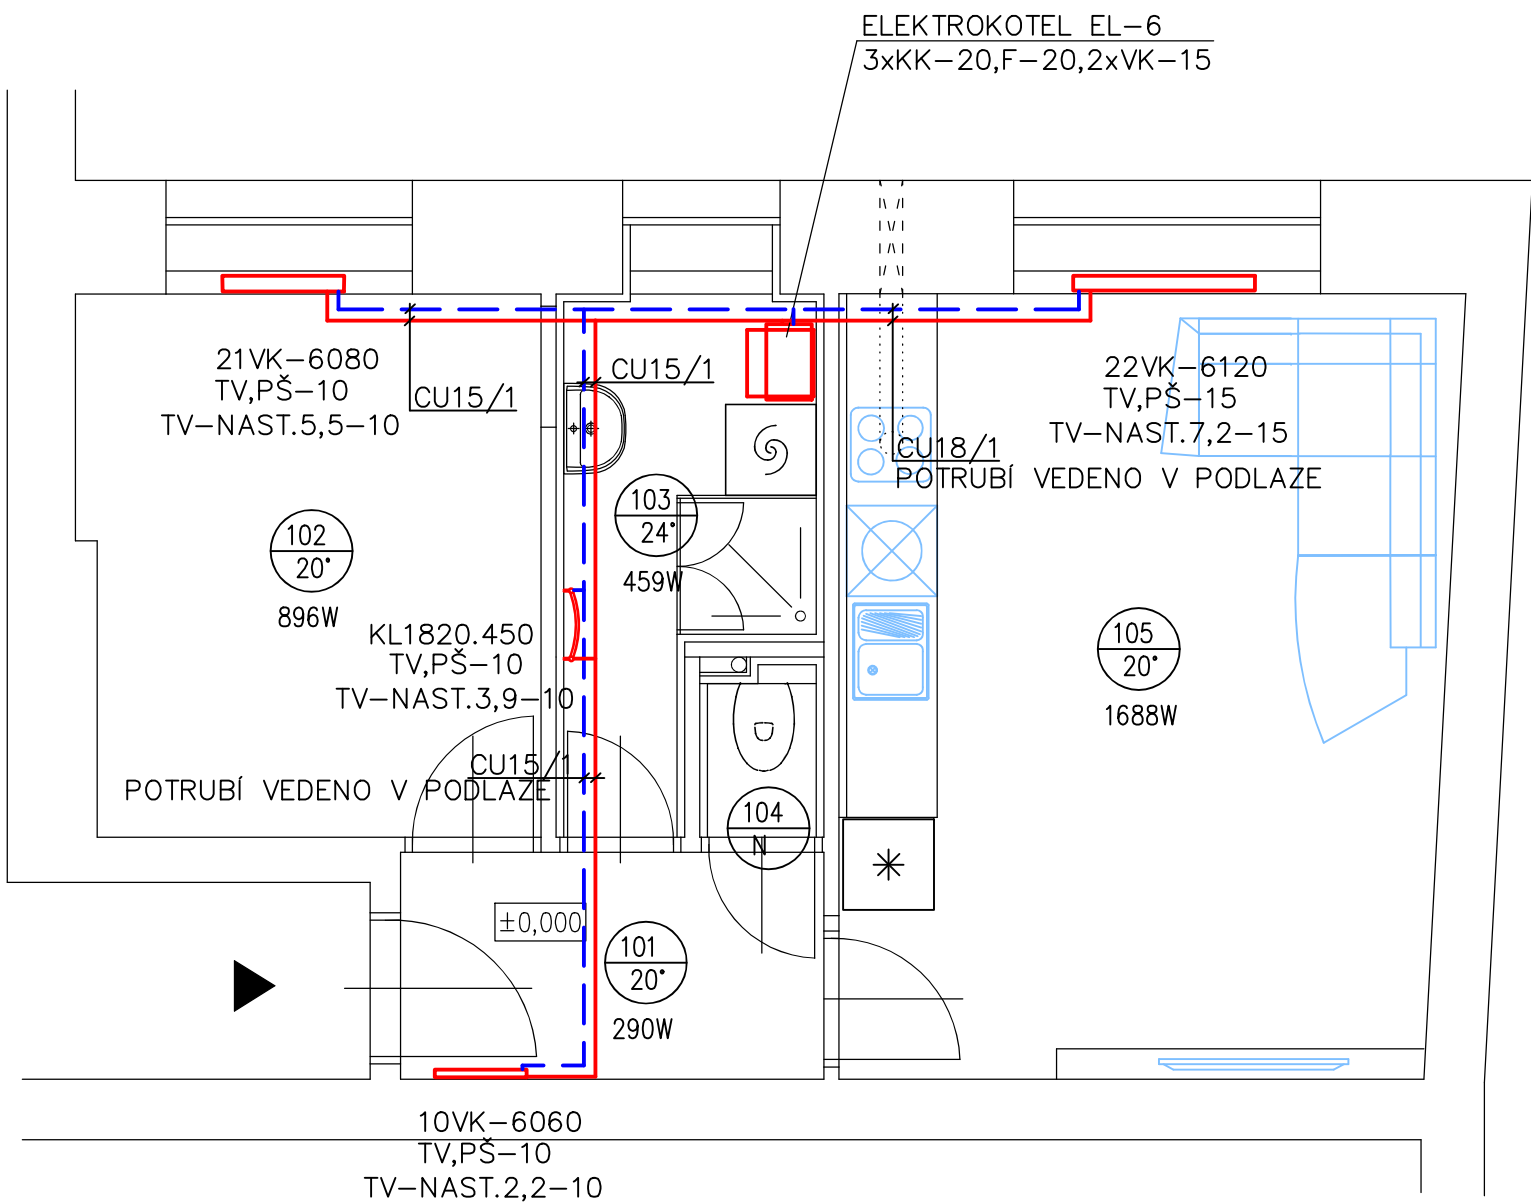 ELEKTROKOTEL EL-6
3xKK-20,F-20,2xVK-15
21VK-6080
TV,PŠ-10
TV-NAST.5,5-10
CU15/1
CU15/1
22VK-6120
TV,PŠ-15
TV-NAST.7,2-15
CU18/1
POTRUBÍ VEDENO V PODLAZE
103
24°
459W
102
20°
896W
KL1820.450
TV,PŠ-10
TV-NAST.3,9-10
105
20°
1688W
CU15/1
POTRUBÍ VEDENO V PODLAZE
104
N
±0,000
101
20°
290W
10VK-6060
TV,PŠ-10
TV-NAST.2,2-10